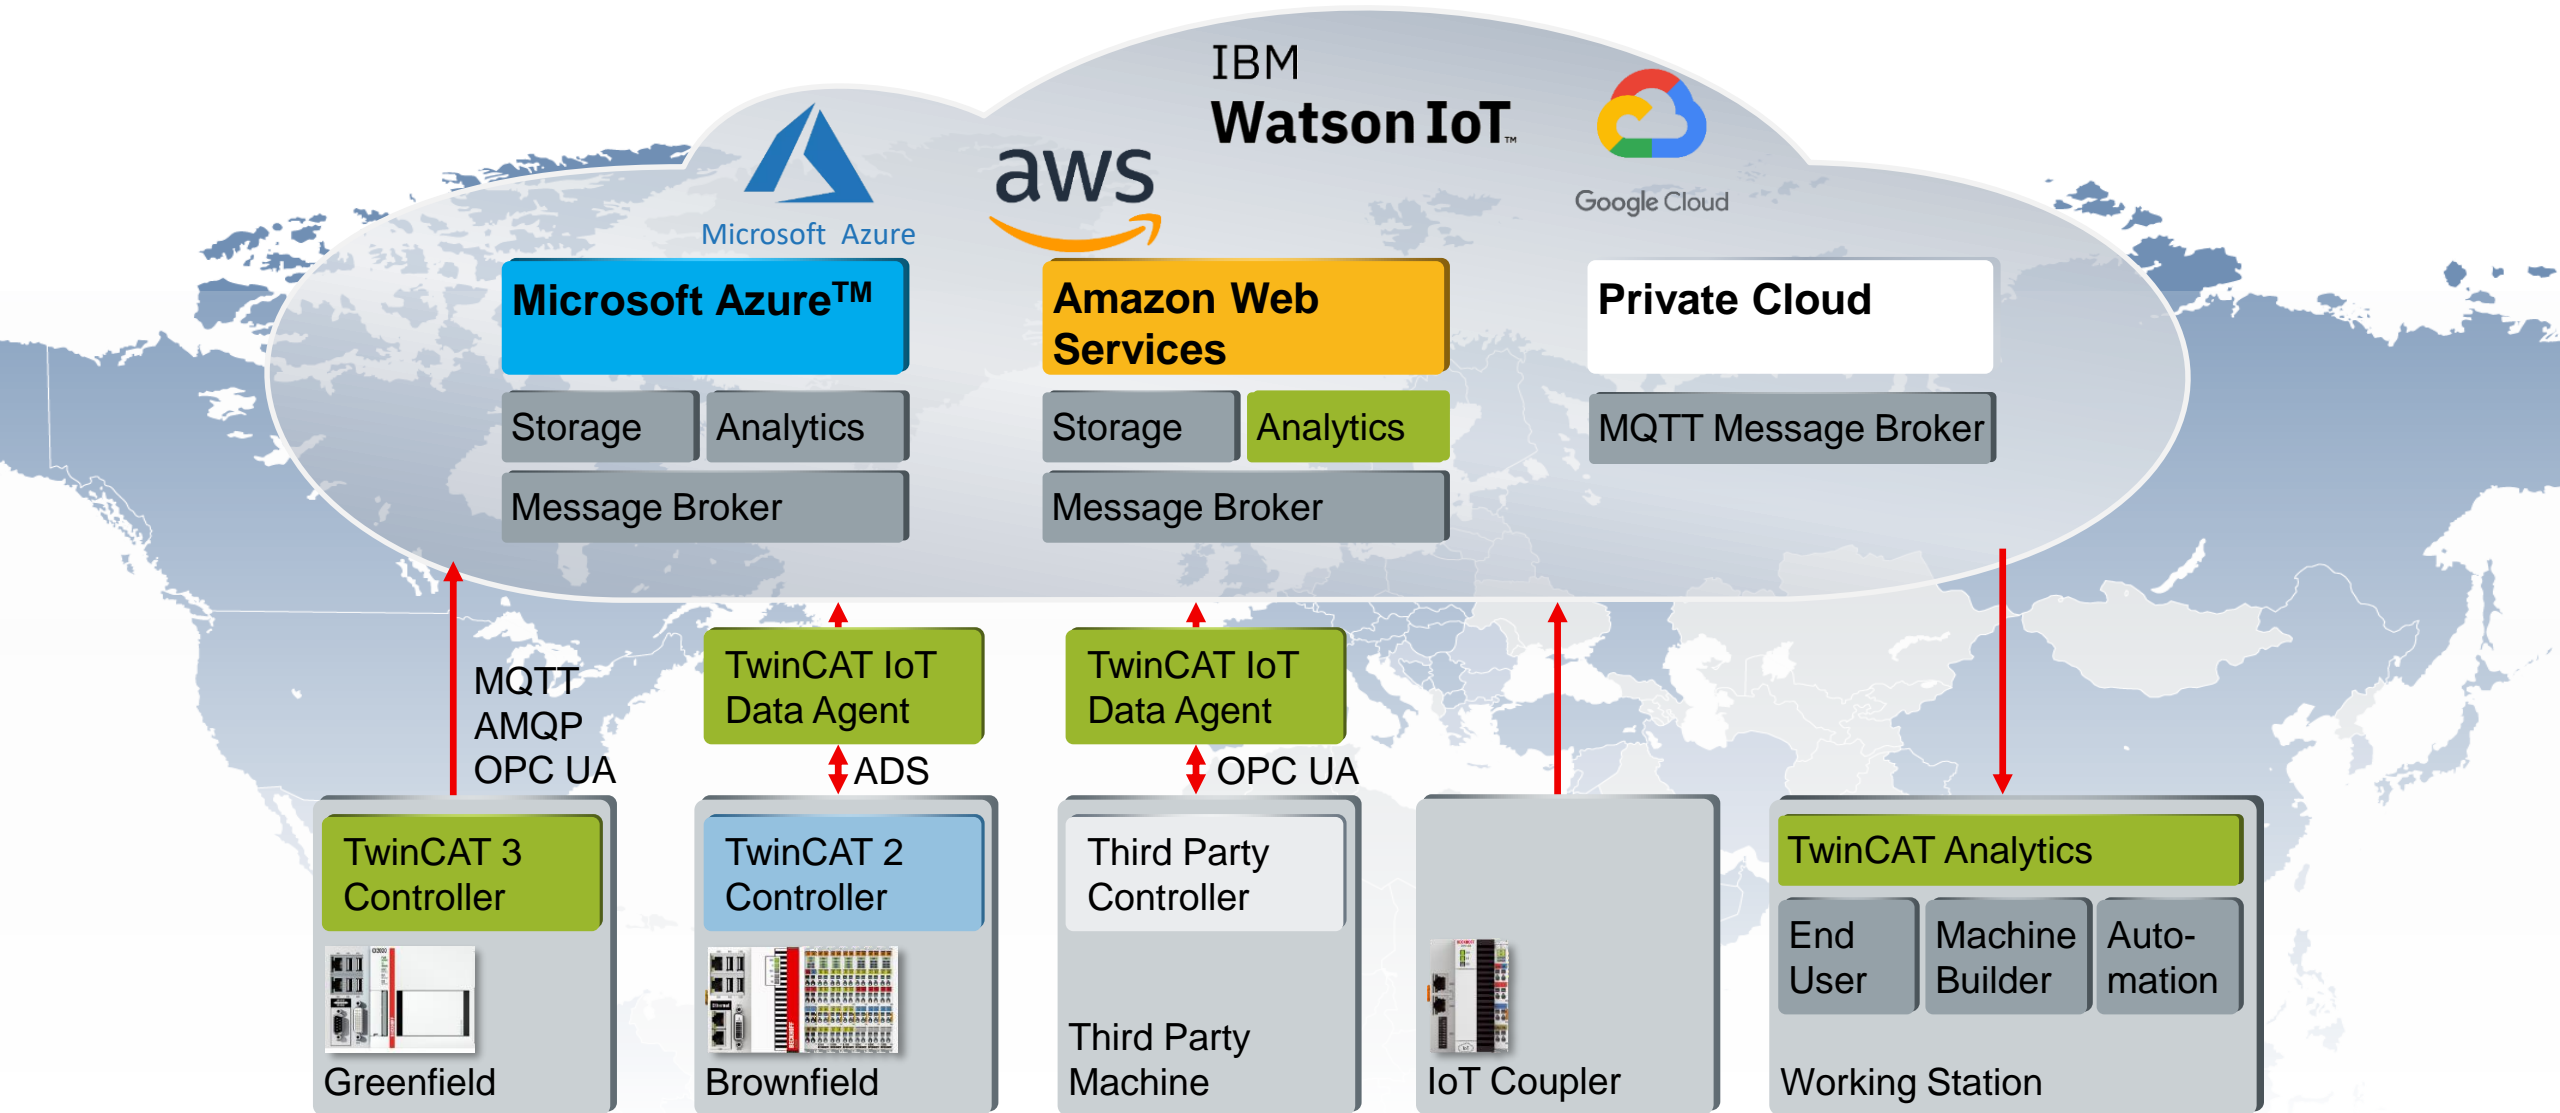 IBM
Watson IoT™
aws
Microsoft Azure
Google Cloud
Microsoft Azure™
Amazon Web
Services
Private Cloud
Storage
Analytics
Storage
Analytics
MQTT Message Broker
Message Broker
Message Broker
MQTT
AMQP
OPC UA
TwinCAT IoT
Data Agent
ADS
TwinCAT IoT
Data Agent
OPC UA
TwinCAT 3
Controller
Greenfield
TwinCAT 2
Controller
Brownfield
Third Party
Controller
Third Party
Machine
IoT Coupler
TwinCAT Analytics
End
User
Machine
Builder
Auto-
mation
Working Station